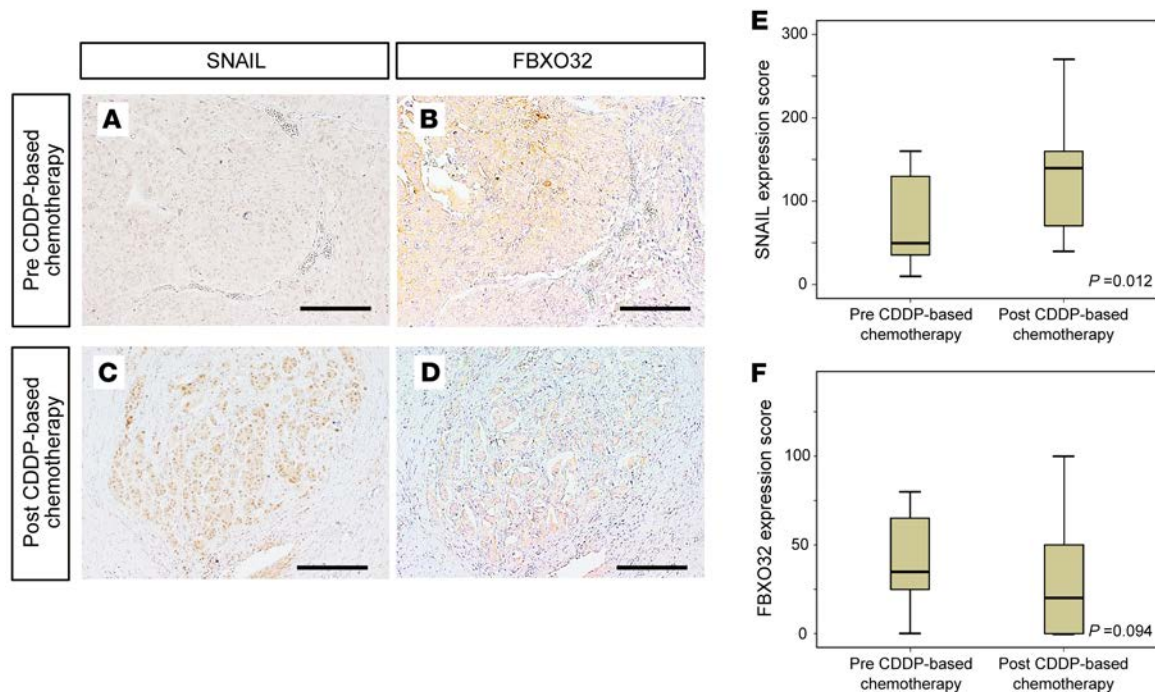 SNAIL
FBXO32
Pre CDDP-based
chemotherapy
A
B
Post CDDP-based
chemotherapy
C
D
E
SNAIL expression score
300
200
100
0
P =0.012
Pre CDDP-based
chemotherapy
Post CDDP-based
chemotherapy
F
FBXO32 expression score
100
50
0
P =0.094
Pre CDDP-based
chemotherapy
Post CDDP-based
chemotherapy